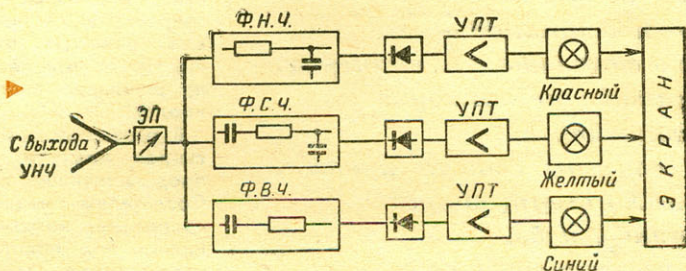 Ф.Н.Ч.
УПТ
Красный
ЭП
С выхода
УНЧ
Ф.С.Ч.
УПТ
Желтый
Ф.В.Ч.
УПТ
Синий
ЭКРАН